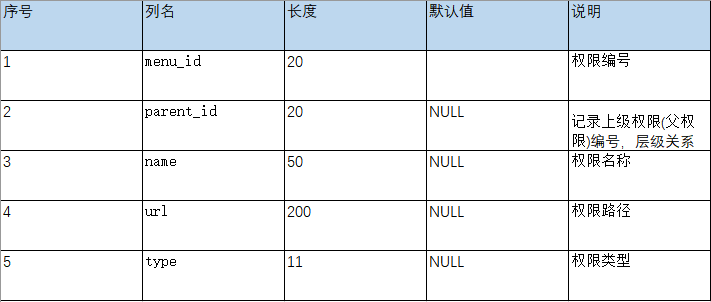 序号 列名 长度 默认值 说明
1 menu_id 20 权限编号
2 parent_id 20 NULL 记录上级权限(父权
限)编号，层级关系
3 name 50 NULL 权限名称
4 url 200 NULL 权限路径
5 type 11 NULL 权限类型